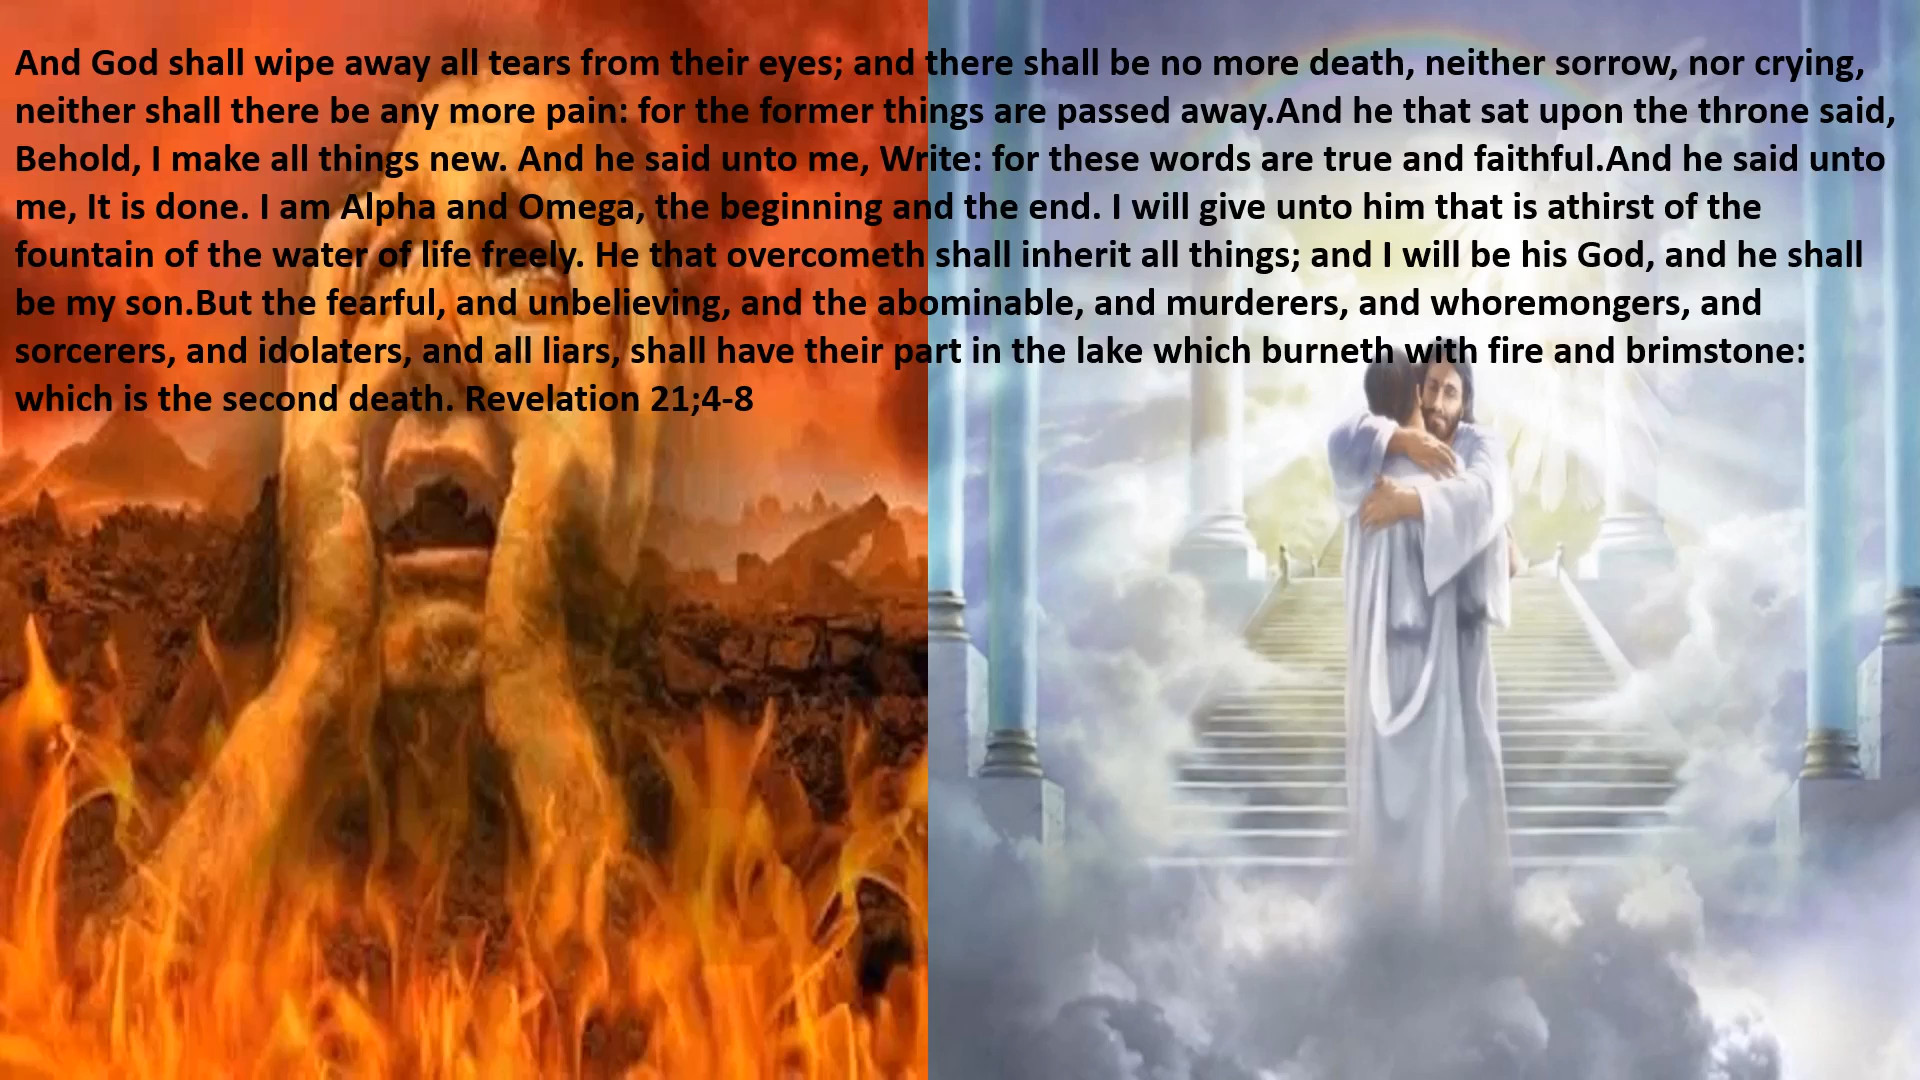 And God shall wipe away all tears from their eyes; and there shall be no more death, neither sorrow, nor crying,
neither shall there be any more pain: for the former things are passed away.And he that sat upon the throne said,
Behold, I make all things new. And he said unto me, Write: for these words are true and faithful.And he said unto
me, It is done. I am Alpha and Omega, the beginning and the end. I will give unto him that is athirst of the
fountain of the water of life freely. He that overcometh shall inherit all things; and I will be his God, and he shall
be my son.But the fearful, and unbelieving, and the abominable, and murderers, and whoremongers, and
sorcerers, and idolaters, and all liars, shall have their part in the lake which burneth with fire and brimstone:
which is the second death. Revelation 21;4-8